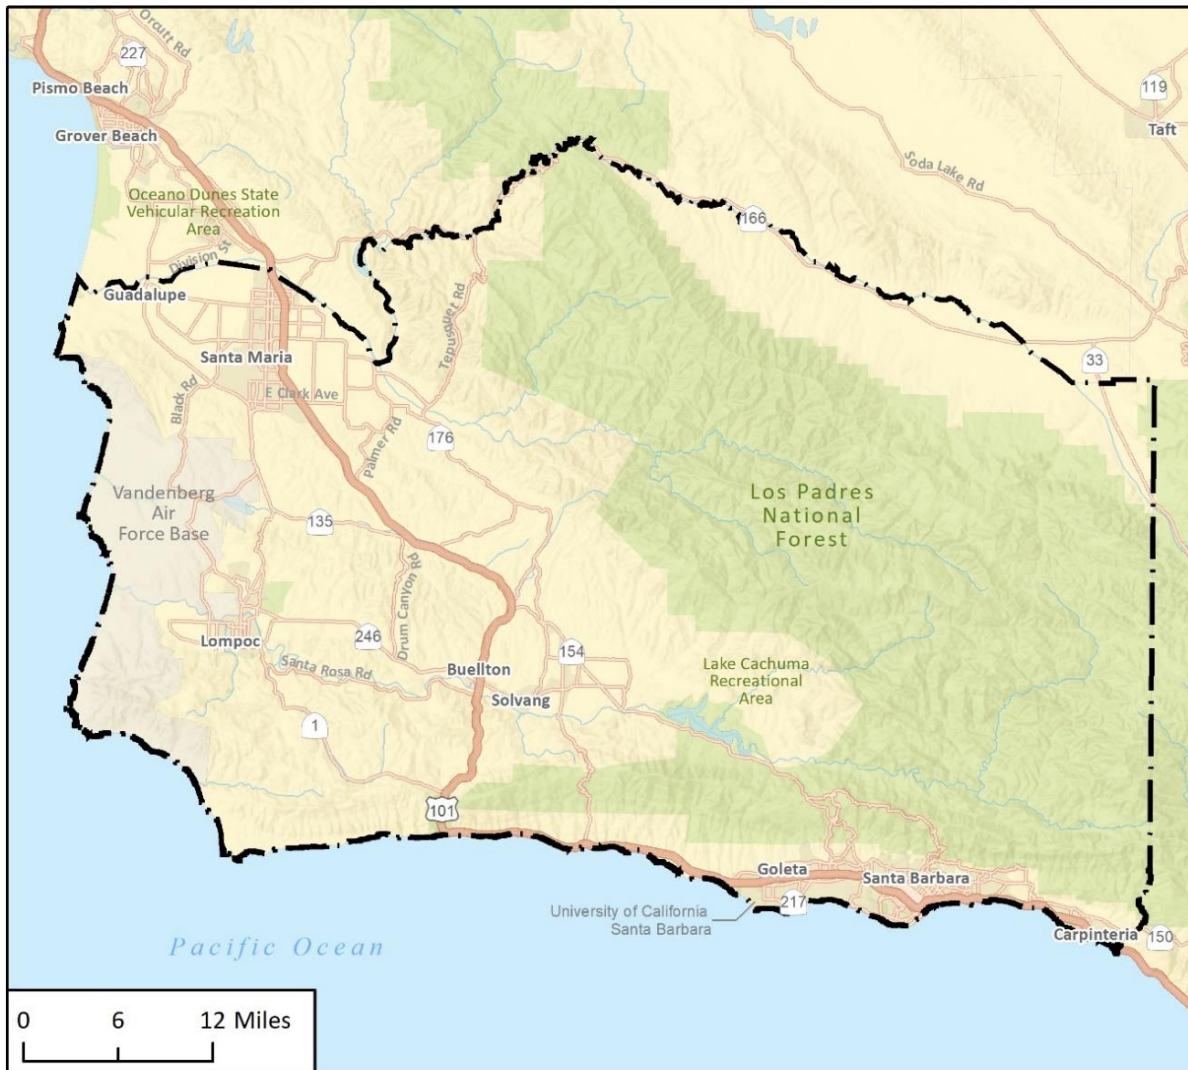 Orcutt Rd
227
Pismo Beach
119
Grover Beach
Taft
Soda Lake Rd
Oceano Dunes State
Vehicular Recreation
Area
166
Division St
Guadalupe
Tepusquet Rd
Santa Maria
33
Black Rd
E Clark Ave
Palmer Rd
176
Vandenberg
Air
Force Base
Los Padres
National
Forest
135
Drum Canyon Rd
Lompoc
246
154
Santa Rosa Rd
Buellton
Lake Cachuma
Recreational
Area
Solvang
1
101
Goleta
Santa Barbara
217
University of California
Santa Barbara
Carpinteria
150
Pacific Ocean
0 6 12 Miles